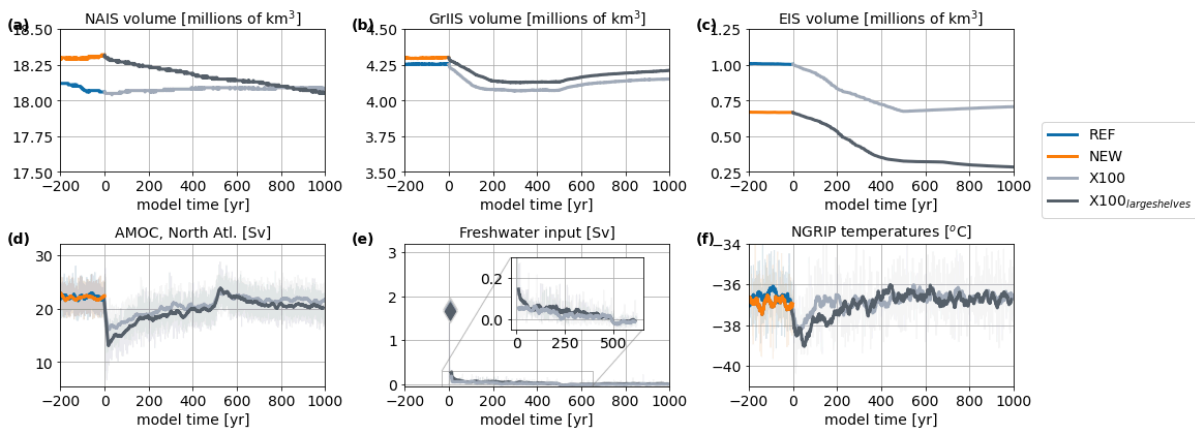 (a) NAIS volume [millions of km³]
18.50
18.25
18.00
17.75
17.50
−200 0 200 400 600 800 1000
model time [yr]
(b) GrIIS volume [millions of km³]
4.50
4.25
4.00
3.75
3.50
−200 0 200 400 600 800 1000
model time [yr]
(c) EIS volume [millions of km³]
1.25
1.00
0.75
0.50
0.25
−200 0 200 400 600 800 1000
model time [yr]
REF
NEW
X100
X100largeshelves
(d) AMOC, North Atl. [Sv]
30
20
10
−200 0 200 400 600 800 1000
model time [yr]
(e) Freshwater input [Sv]
3
2
1
0
0.2
0.0
0 250 500
−200 0 200 400 600 800 1000
model time [yr]
(f) NGRIP temperatures [°C]
−34
−36
−38
−40
−200 0 200 400 600 800 1000
model time [yr]